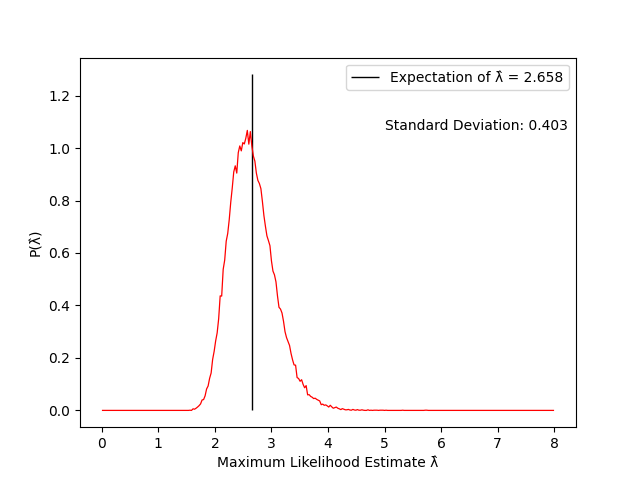 Expectation of λ̂ = 2.658
Standard Deviation: 0.403
1.2
1.0
0.8
0.6
0.4
0.2
0.0
P(λ̂)
0 1 2 3 4 5 6 7 8
Maximum Likelihood Estimate λ̂